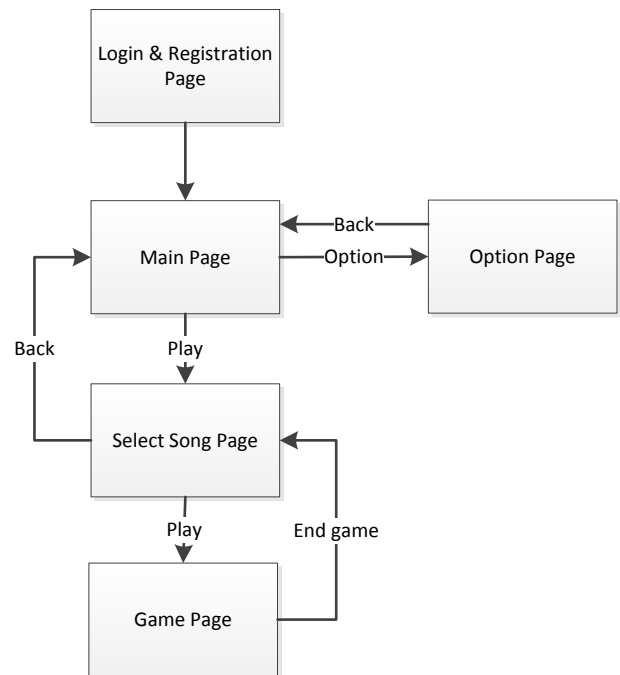 Login & Registration
Page
Back
Main Page
Option
Option Page
Back
Play
Select Song Page
Play
End game
Game Page